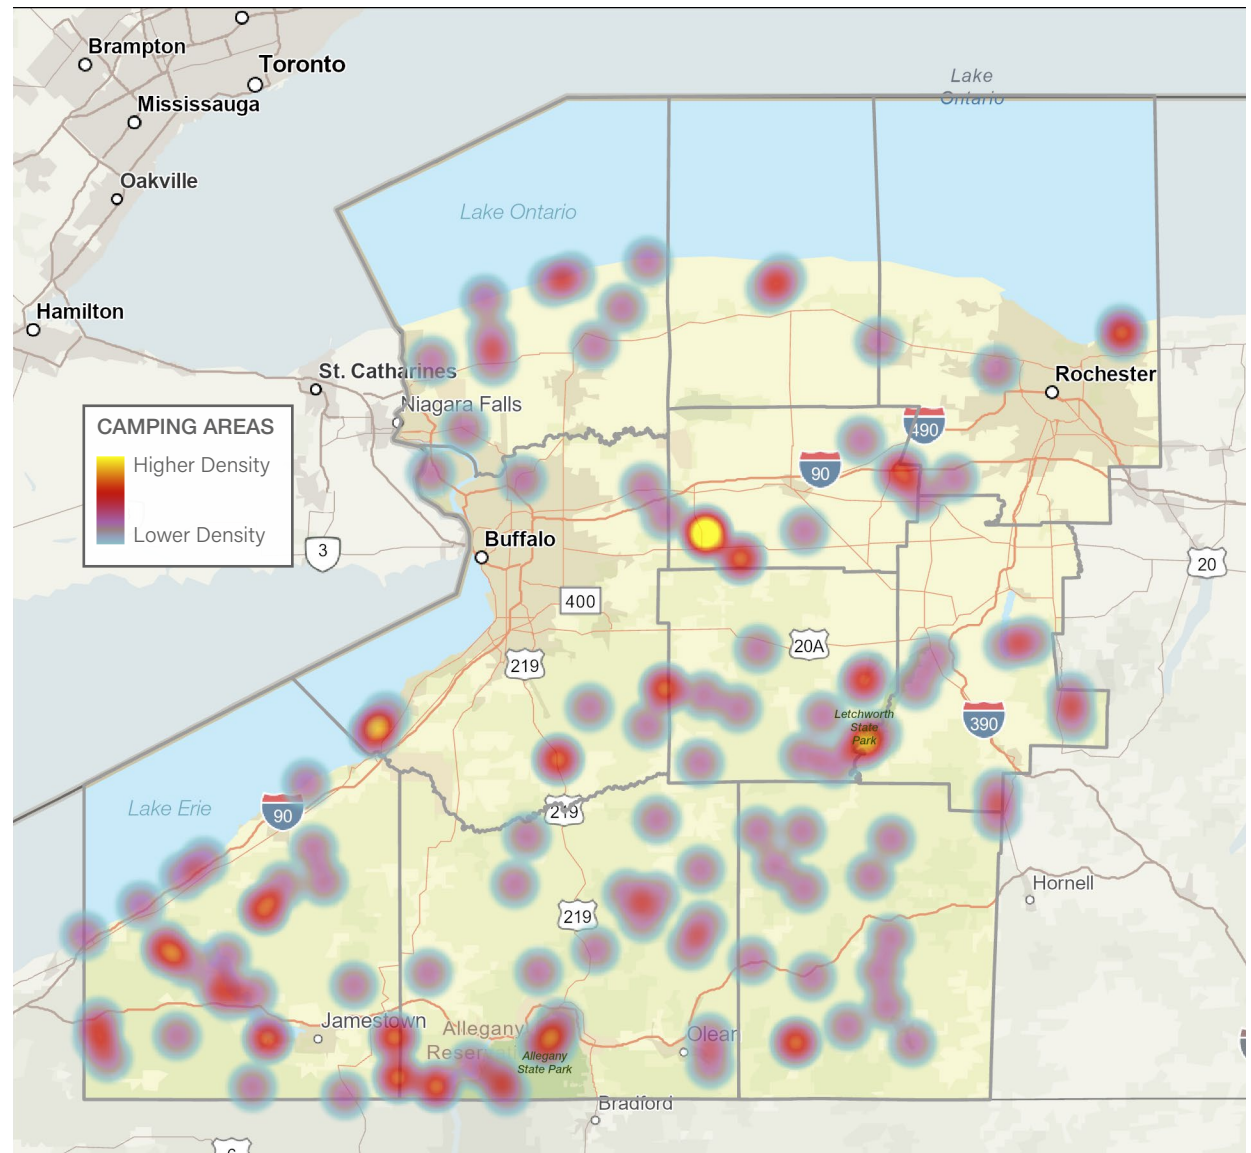 Brampton
Toronto
Mississauga
Lake
Ontario
Oakville
Lake Ontario
Hamilton
St. Catharines
Rochester
Niagara Falls
CAMPING AREAS
Higher Density
Lower Density
490
90
3
Buffalo
20
400
20A
219
Letchworth
State
Park
390
Lake Erie
90
219
Hornell
219
Jamestown
Allegany
Olean
Allegany
State Park
Bradford
6